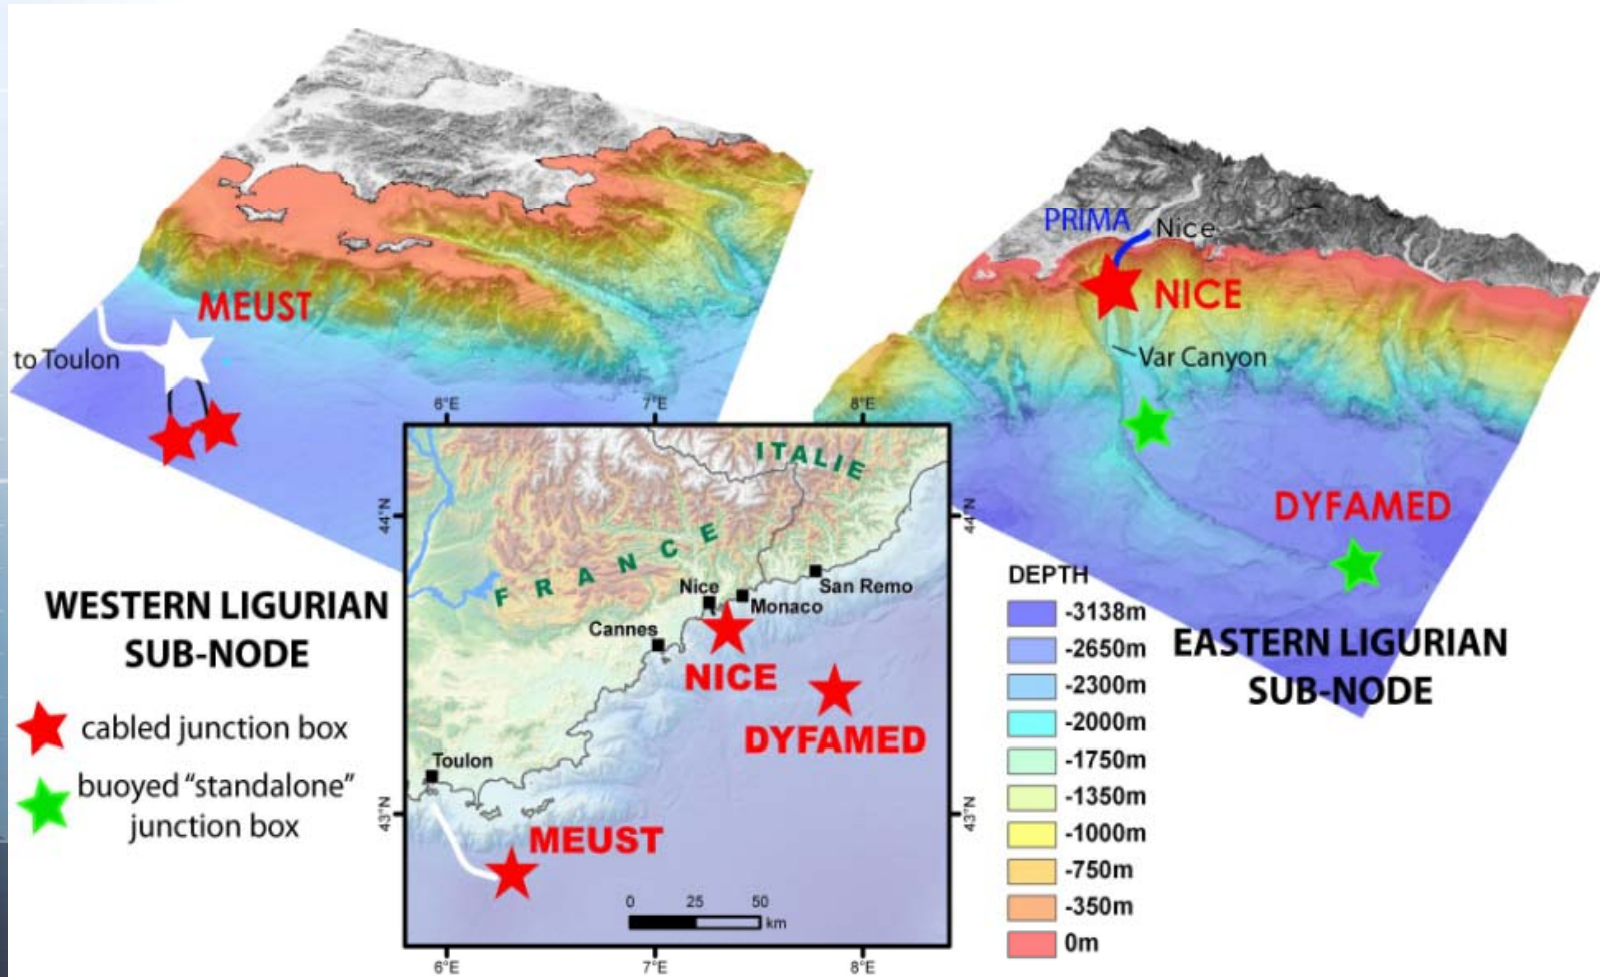 PRIMA
Nice
MEUST
NICE
to Toulon
Var Canyon
DYFAMED
WESTERN LIGURIAN
SUB-NODE
cabled junction box
buoyed “standalone”
junction box
6°E
7°E
8°E
44°N
44°N
43°N
43°N
ITALIE
FRANCE
Nice
San Remo
Monaco
Cannes
NICE
DYFAMED
Toulon
MEUST
0 25 50
km
6°E
7°E
8°E
DEPTH
-3138m
-2650m
-2300m
-2000m
-1750m
-1350m
-1000m
-750m
-350m
0m
EASTERN LIGURIAN
SUB-NODE